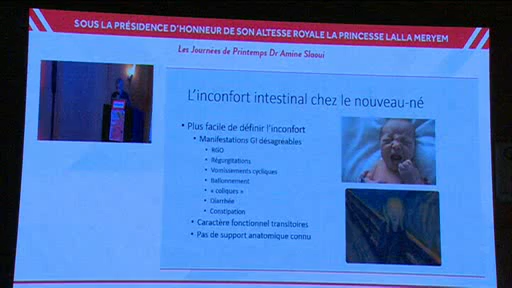 SOUS LA PRÉSIDENCE D'HONNEUR DE SON ALTESSE ROYALE LA PRINCESSE LALLA MERYEM
Les Journées de Printemps Dr Amine Slaoui
L'inconfort intestinal chez le nouveau-né
• Plus facile de définir l'inconfort
• Manifestations GI désagreables
• RGO
• Régurgitations
• Vomissements cycliques
• Ballonnement
• « coliques »
• Diarrhée
• Constipation
• Caractère fonctionnel transitoires
• Pas de support anatomique connu